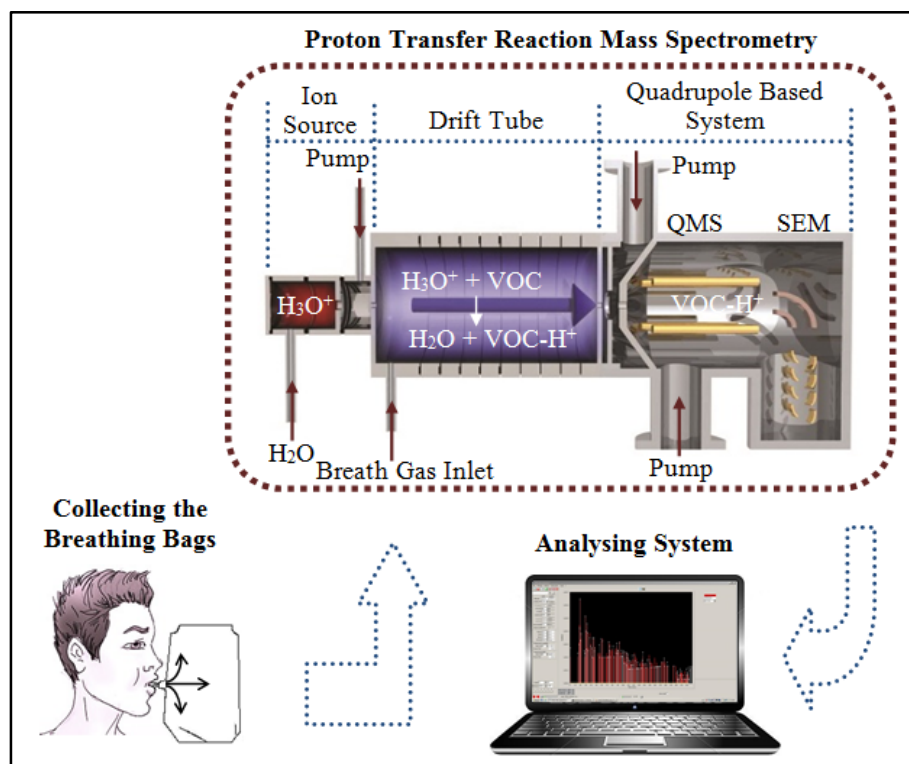 Proton Transfer Reaction Mass Spectrometry
Ion
Source
Drift Tube
Quadrupole Based
System
Pump
Pump
QMS
SEM
H₃O⁺
H₃O⁺ + VOC
H₂O + VOC-H⁺
VOC-H⁺
H₂O
Breath Gas Inlet
Pump
Collecting the
Breathing Bags
Analysing System